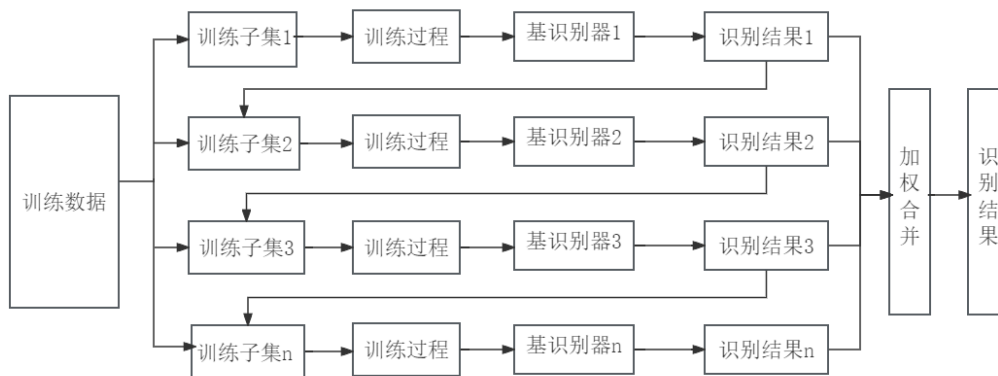 训练数据
训练子集1
训练过程
基识别器1
识别结果1
训练子集2
训练过程
基识别器2
识别结果2
训练子集3
训练过程
基识别器3
识别结果3
训练子集n
训练过程
基识别器n
识别结果n
加权合并
识别结果